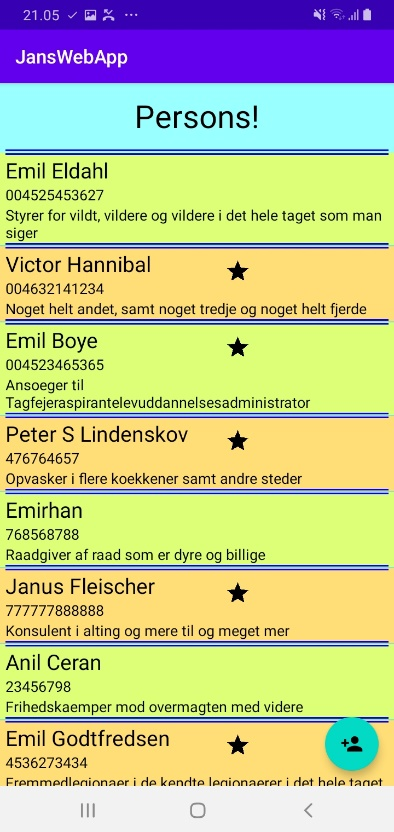 21.05
JansWebApp
Persons!
Emil Eldahl
004525453627
Styrer for vildt, vildere og vildere i det hele taget som man
siger
Victor Hannibal
004632141234
Noget helt andet, samt noget tredje og noget helt fjerde
Emil Boye
004523465365
Ansoeger til
Tagfejeraspirantelevuddannelsesadministrator
Peter S Lindenskov
476764657
Opvasker i flere koekkener samt andre steder
Emirhan
768568788
Raadgiver af raad som er dyre og billige
Janus Fleischer
777777888888
Konsulent i alting og mere til og meget mer
Anil Ceran
23456798
Frihedskaemper mod overmagten med videre
Emil Godtfredsen
4536273434
Fremmedlegionaer i de kendte legionaerer i det hele taget